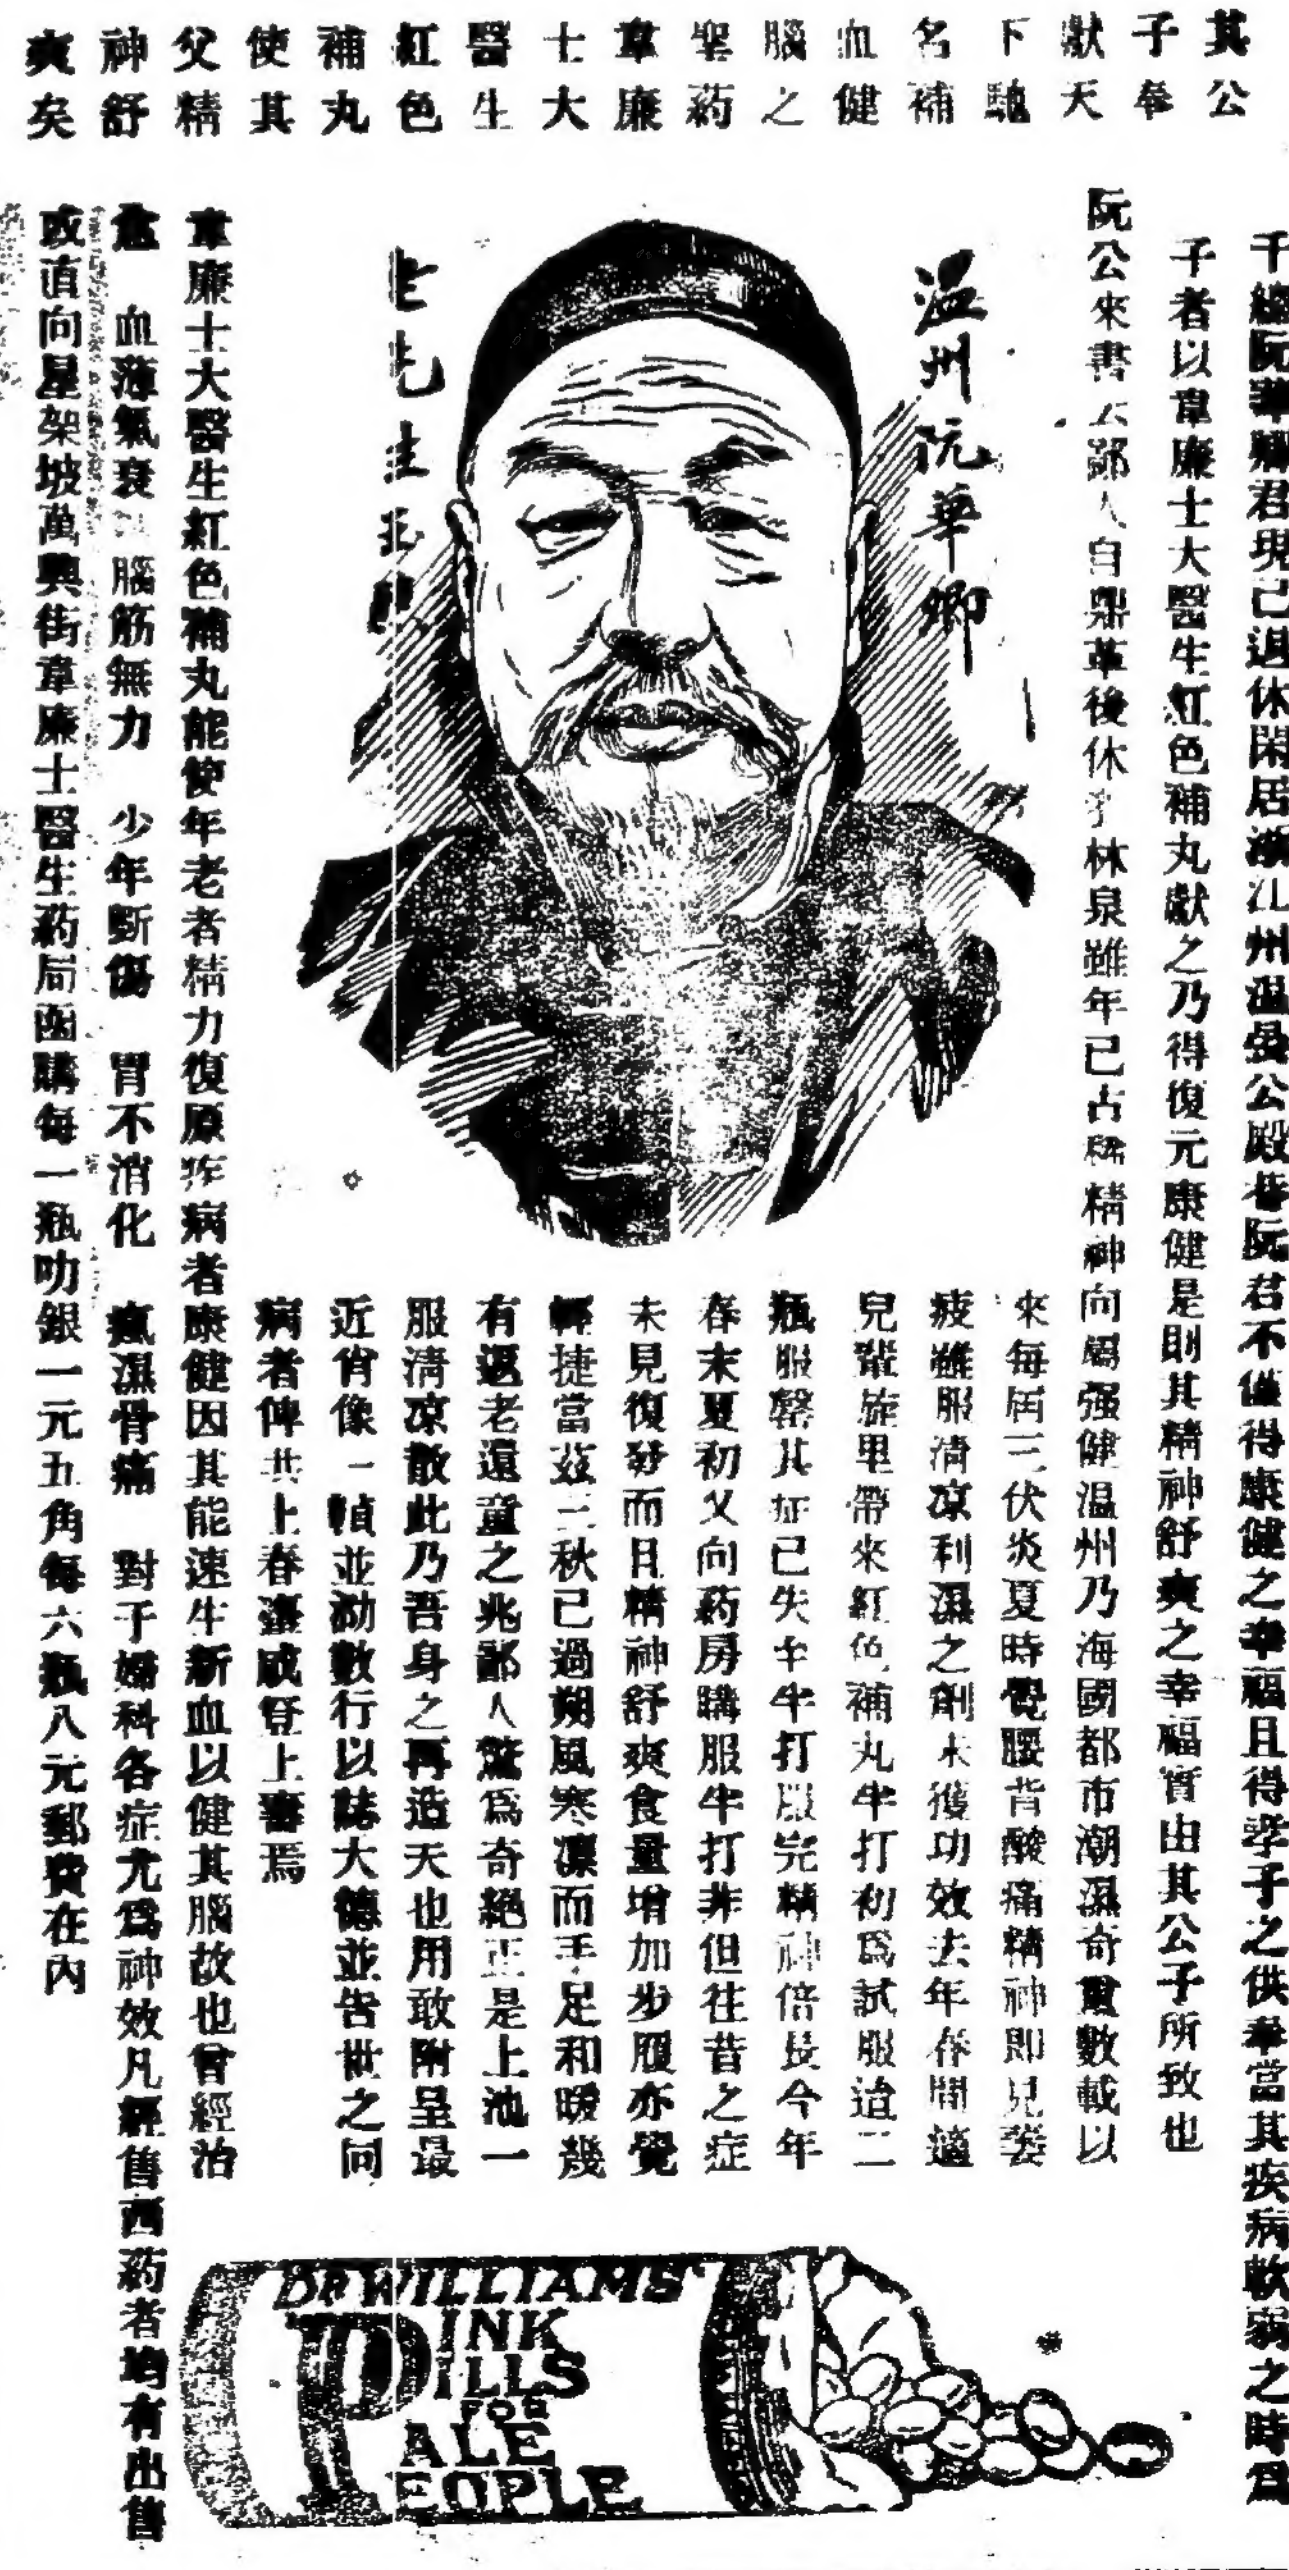 其公
子奉
獻天
下馳
名補
血健
腦之
聖药
韋廉
士大
醫生
紅色
補丸
使其
父精
神舒
爽矣
千總阮華卿君現已退休閑居浙江州溫晏公殿巷阮君不僅得康健之幸福且得孝子之供奉當其疾病軟弱之時爲
子者以韋廉士大醫生紅色補丸獻之乃得復元康健是則其精神舒爽之幸福實由其公子所致也
阮公來書云鄙人自鼎革後休 林泉雖年已古稀精神向屬强健温州乃海國都市潮濕奇重數載以
來每屆三伏炎夏時覺腰背酸痛精神卽見委
疲雖服清凉利濕之劑未獲功效去年春間適
兒輩旋里帶來紅色補丸半打初爲試服迨二
瓶服罄其症已失半半打服完精神倍長今年
春末夏初又向药房購服半打非但往昔之症
未見復發而且精神舒爽食量增加步履亦覺
輕捷當茲三秋已過朔風寒凛而手足和暖幾
有返老還童之兆鄙人驚爲奇絕正是上池一
服清凉散此乃吾身之再造天也用敢附呈最
近肖像一幀並泐數行以誌大德並告世之同
病者俾共上春臺咸登上壽焉
温州阮華卿
老先生玉照
韋廉士大醫生紅色補丸能使年老者精力復原疾病者康健因其能速生新血以健其腦故也曾經治
愈 血薄氣衰 腦筋無力 少年斲傷 胃不消化 瘋濕骨痛 對于婦科各症尤爲神效凡經售西药者均有出售
或直向星架坡萬興街韋廉士醫生药局函購每一瓶叻銀一元五角每六瓶八元郵費在內
DR WILLIAMS'
PINK
PILLS
FOR
PALE
PEOPLE